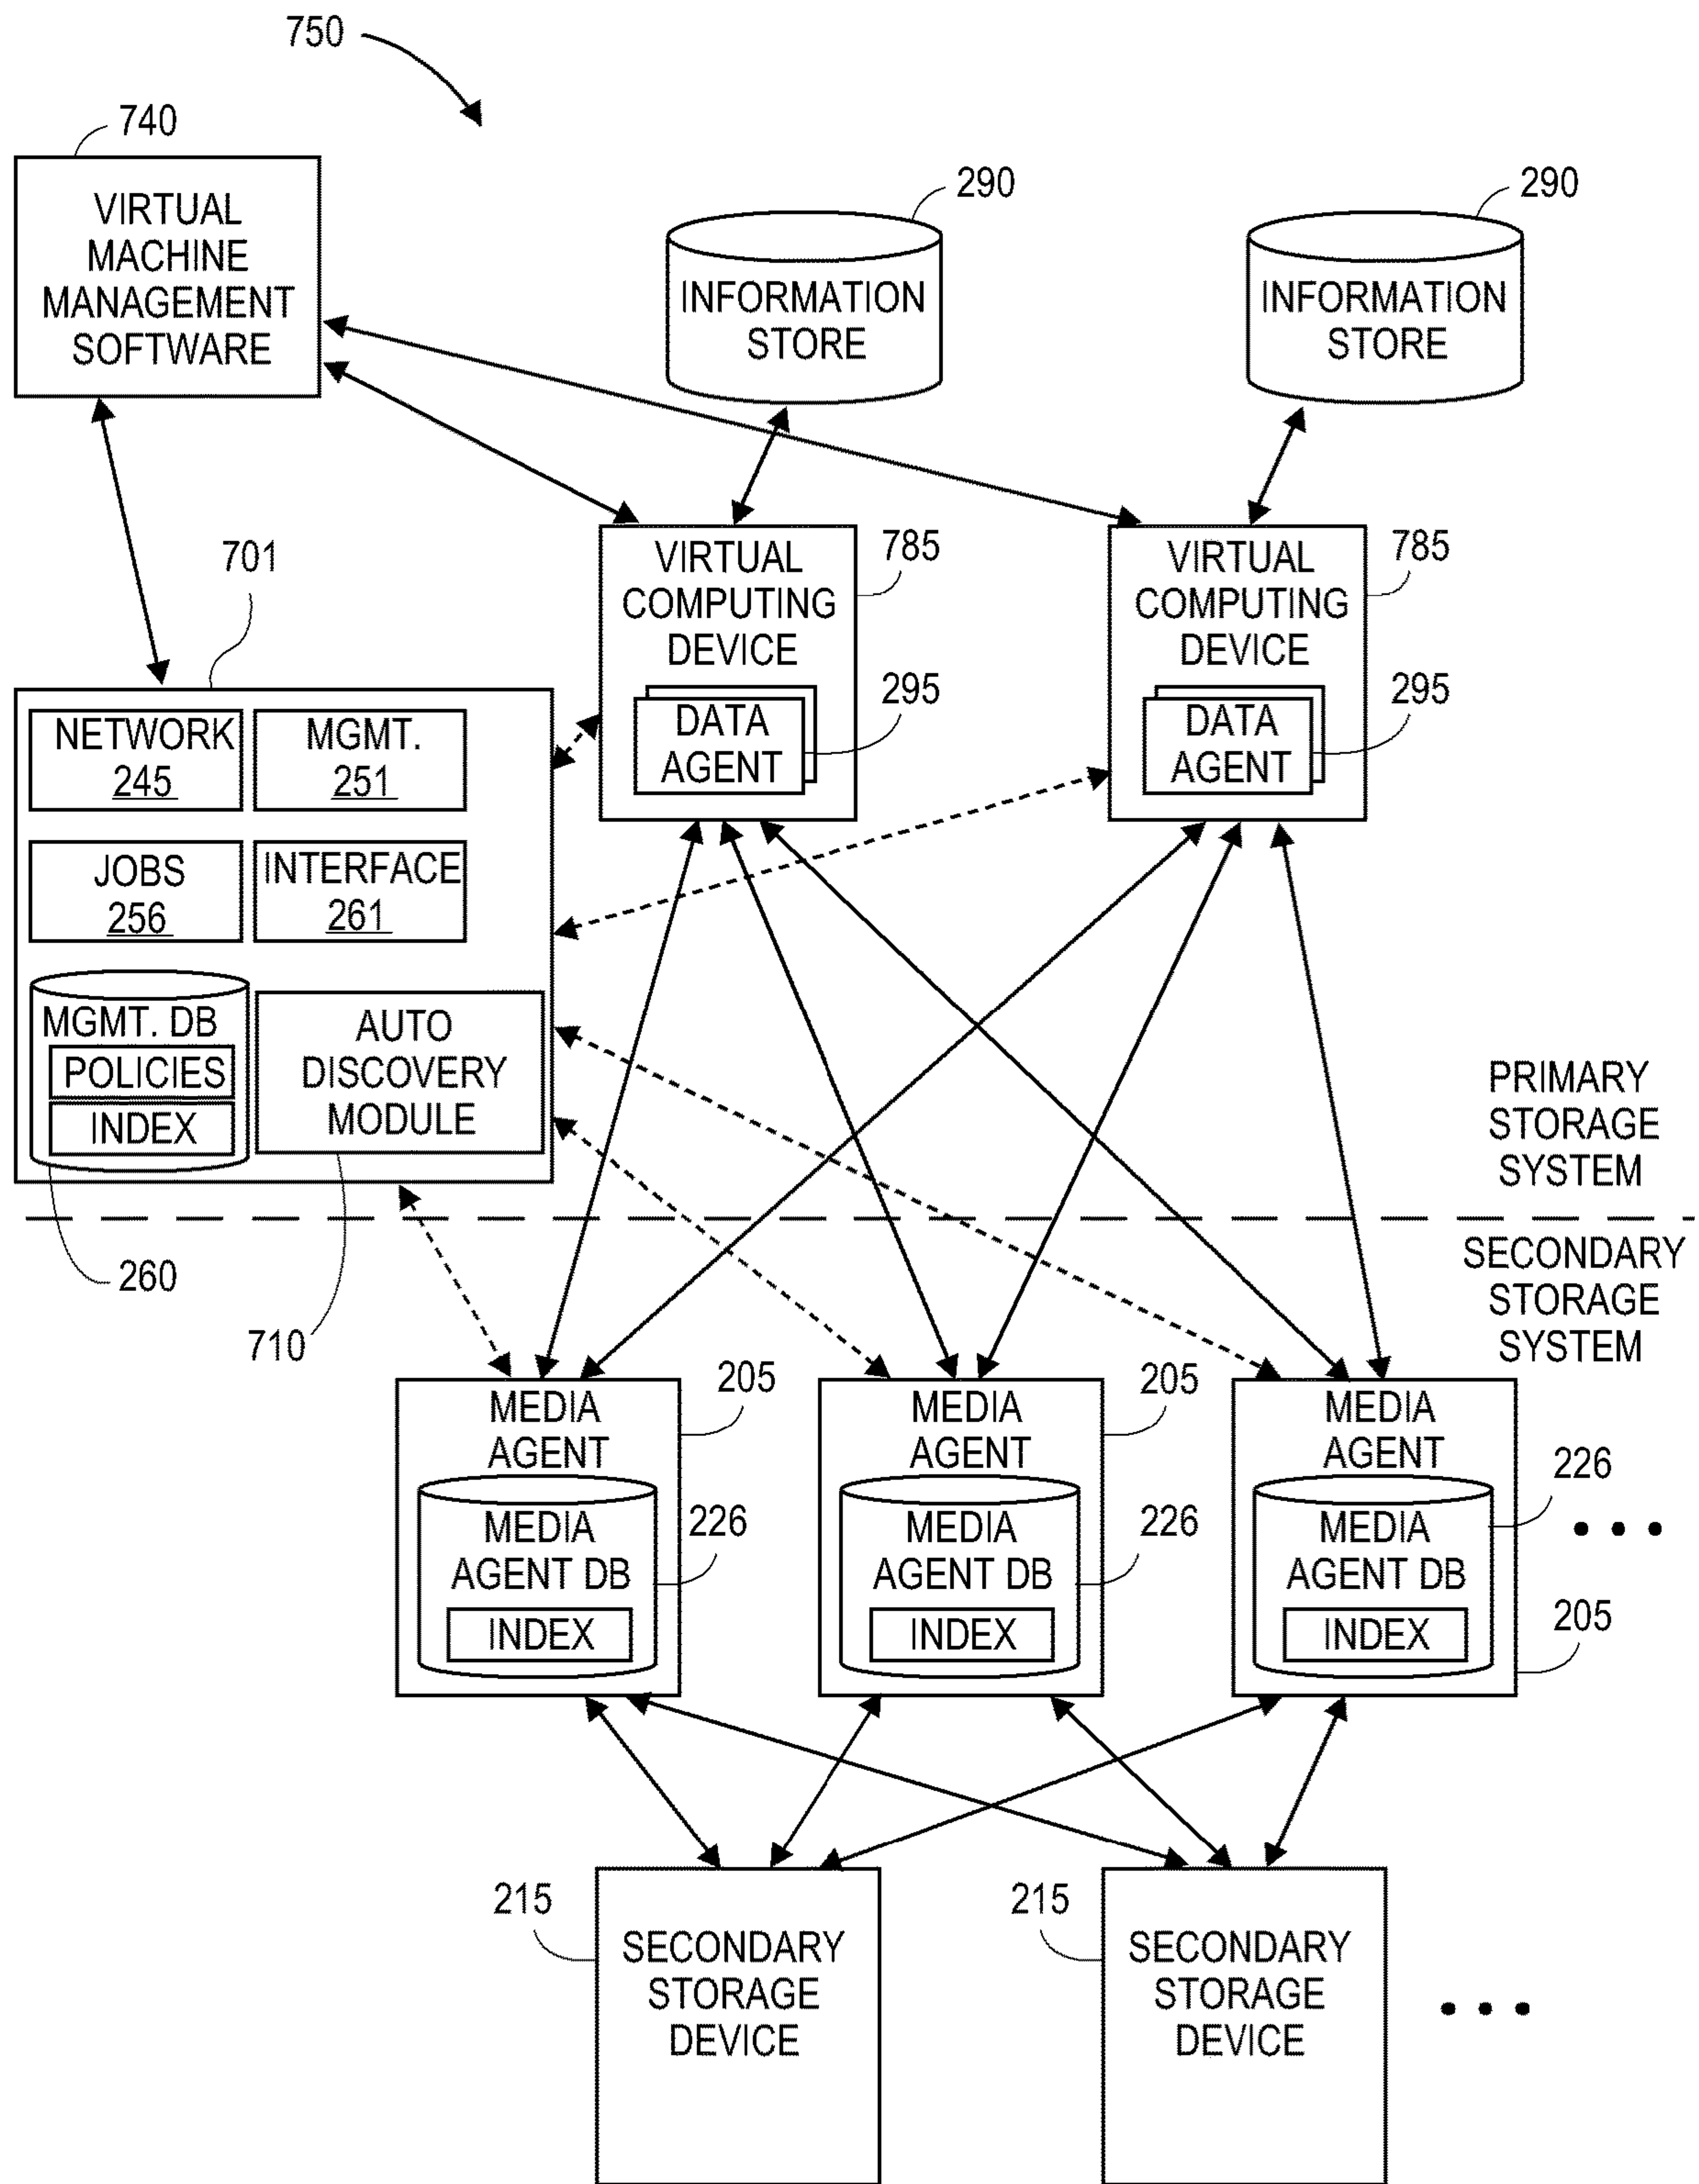 750
740
VIRTUAL
MACHINE
MANAGEMENT
SOFTWARE
290
INFORMATION
STORE
290
INFORMATION
STORE
701
VIRTUAL
COMPUTING
DEVICE
785
DATA
AGENT
295
VIRTUAL
COMPUTING
DEVICE
785
DATA
AGENT
295
NETWORK
245
MGMT.
251
JOBS
256
INTERFACE
261
MGMT. DB
POLICIES
INDEX
AUTO
DISCOVERY
MODULE
260
710
PRIMARY
STORAGE
SYSTEM
SECONDARY
STORAGE
SYSTEM
MEDIA
AGENT
205
MEDIA
AGENT DB
INDEX
226
MEDIA
AGENT
205
MEDIA
AGENT DB
INDEX
226
MEDIA
AGENT
226
MEDIA
AGENT DB
INDEX
205
• • •
215
SECONDARY
STORAGE
DEVICE
215
SECONDARY
STORAGE
DEVICE
• • •